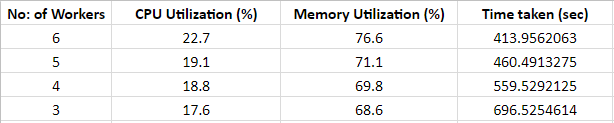 No: of Workers CPU Utilization (%) Memory Utilization (%) Time taken (sec)
6 22.7 76.6 413.9562063
5 19.1 71.1 460.4913275
4 18.8 69.8 559.5292125
3 17.6 68.6 696.5254614